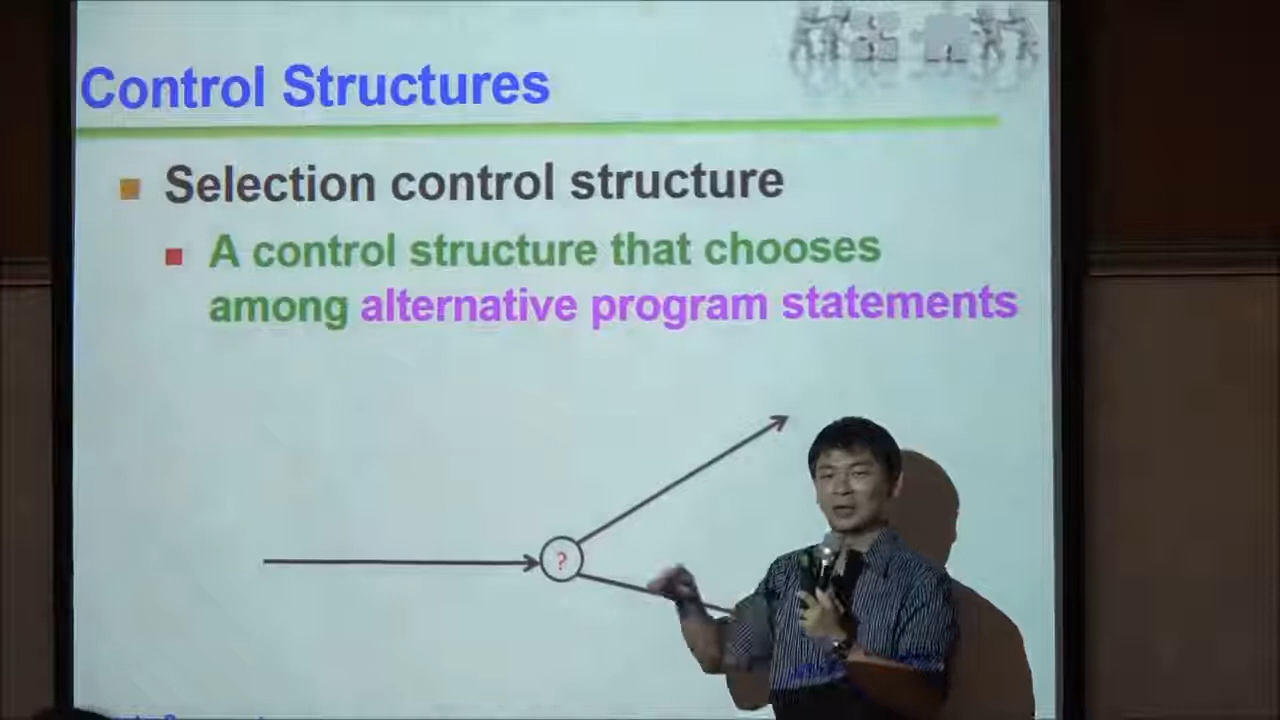 Control Structures
Selection control structure
A control structure that chooses
among alternative program statements
?